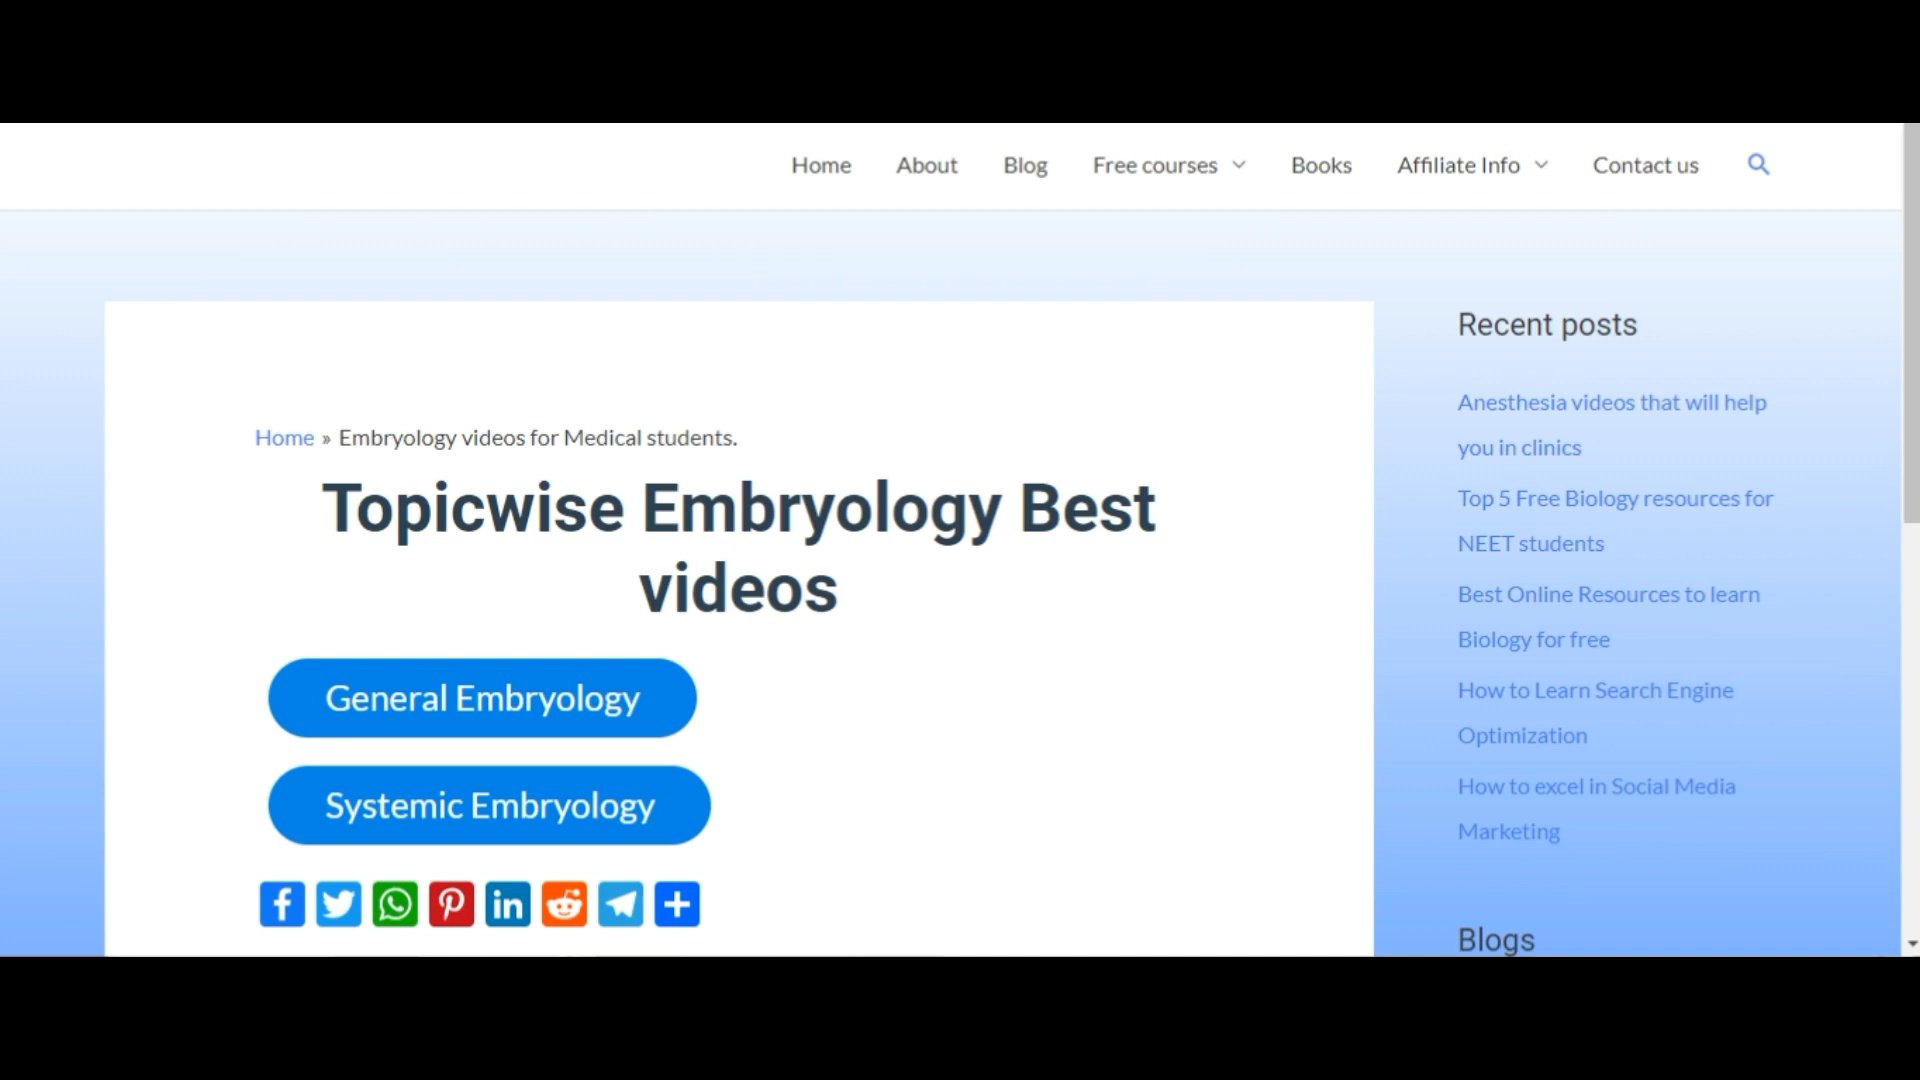 Home About Blog Free courses Books Affiliate Info Contact us
Home » Embryology videos for Medical students.
Topicwise Embryology Best
videos
General Embryology
Systemic Embryology
Recent posts
Anesthesia videos that will help
you in clinics
Top 5 Free Biology resources for
NEET students
Best Online Resources to learn
Biology for free
How to Learn Search Engine
Optimization
How to excel in Social Media
Marketing
Blogs